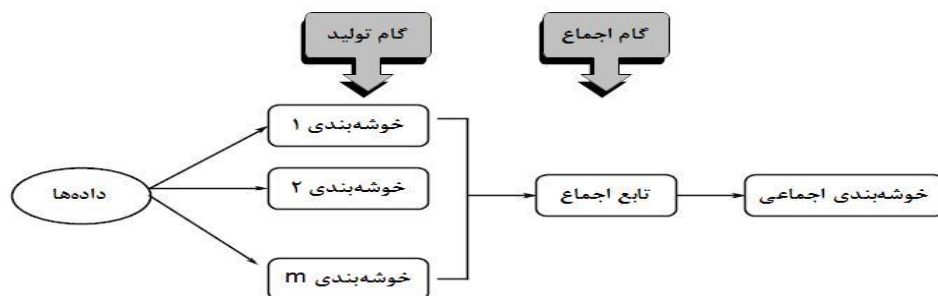 گام تولید
گام اجماع
خوشه‌بندی ۱
داده‌ها
خوشه‌بندی ۲
تابع اجماع
خوشه‌بندی اجماعی
خوشه‌بندی m